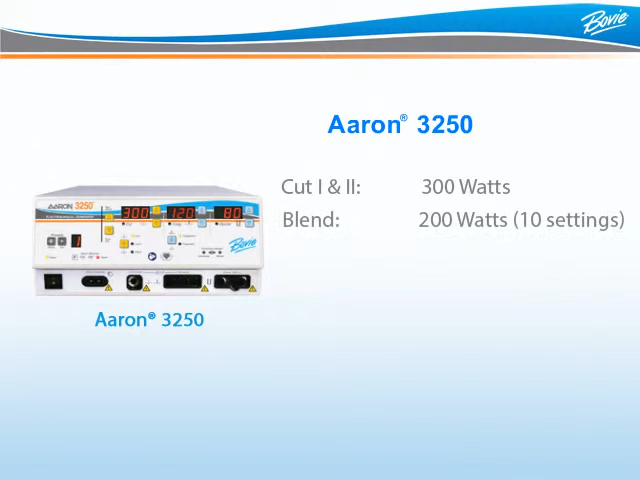 Bovie
Aaron® 3250
Cut I & II: 300 Watts
Blend: 200 Watts (10 settings)
AARON 3250
300 120 80
1
Bovie
Aaron® 3250